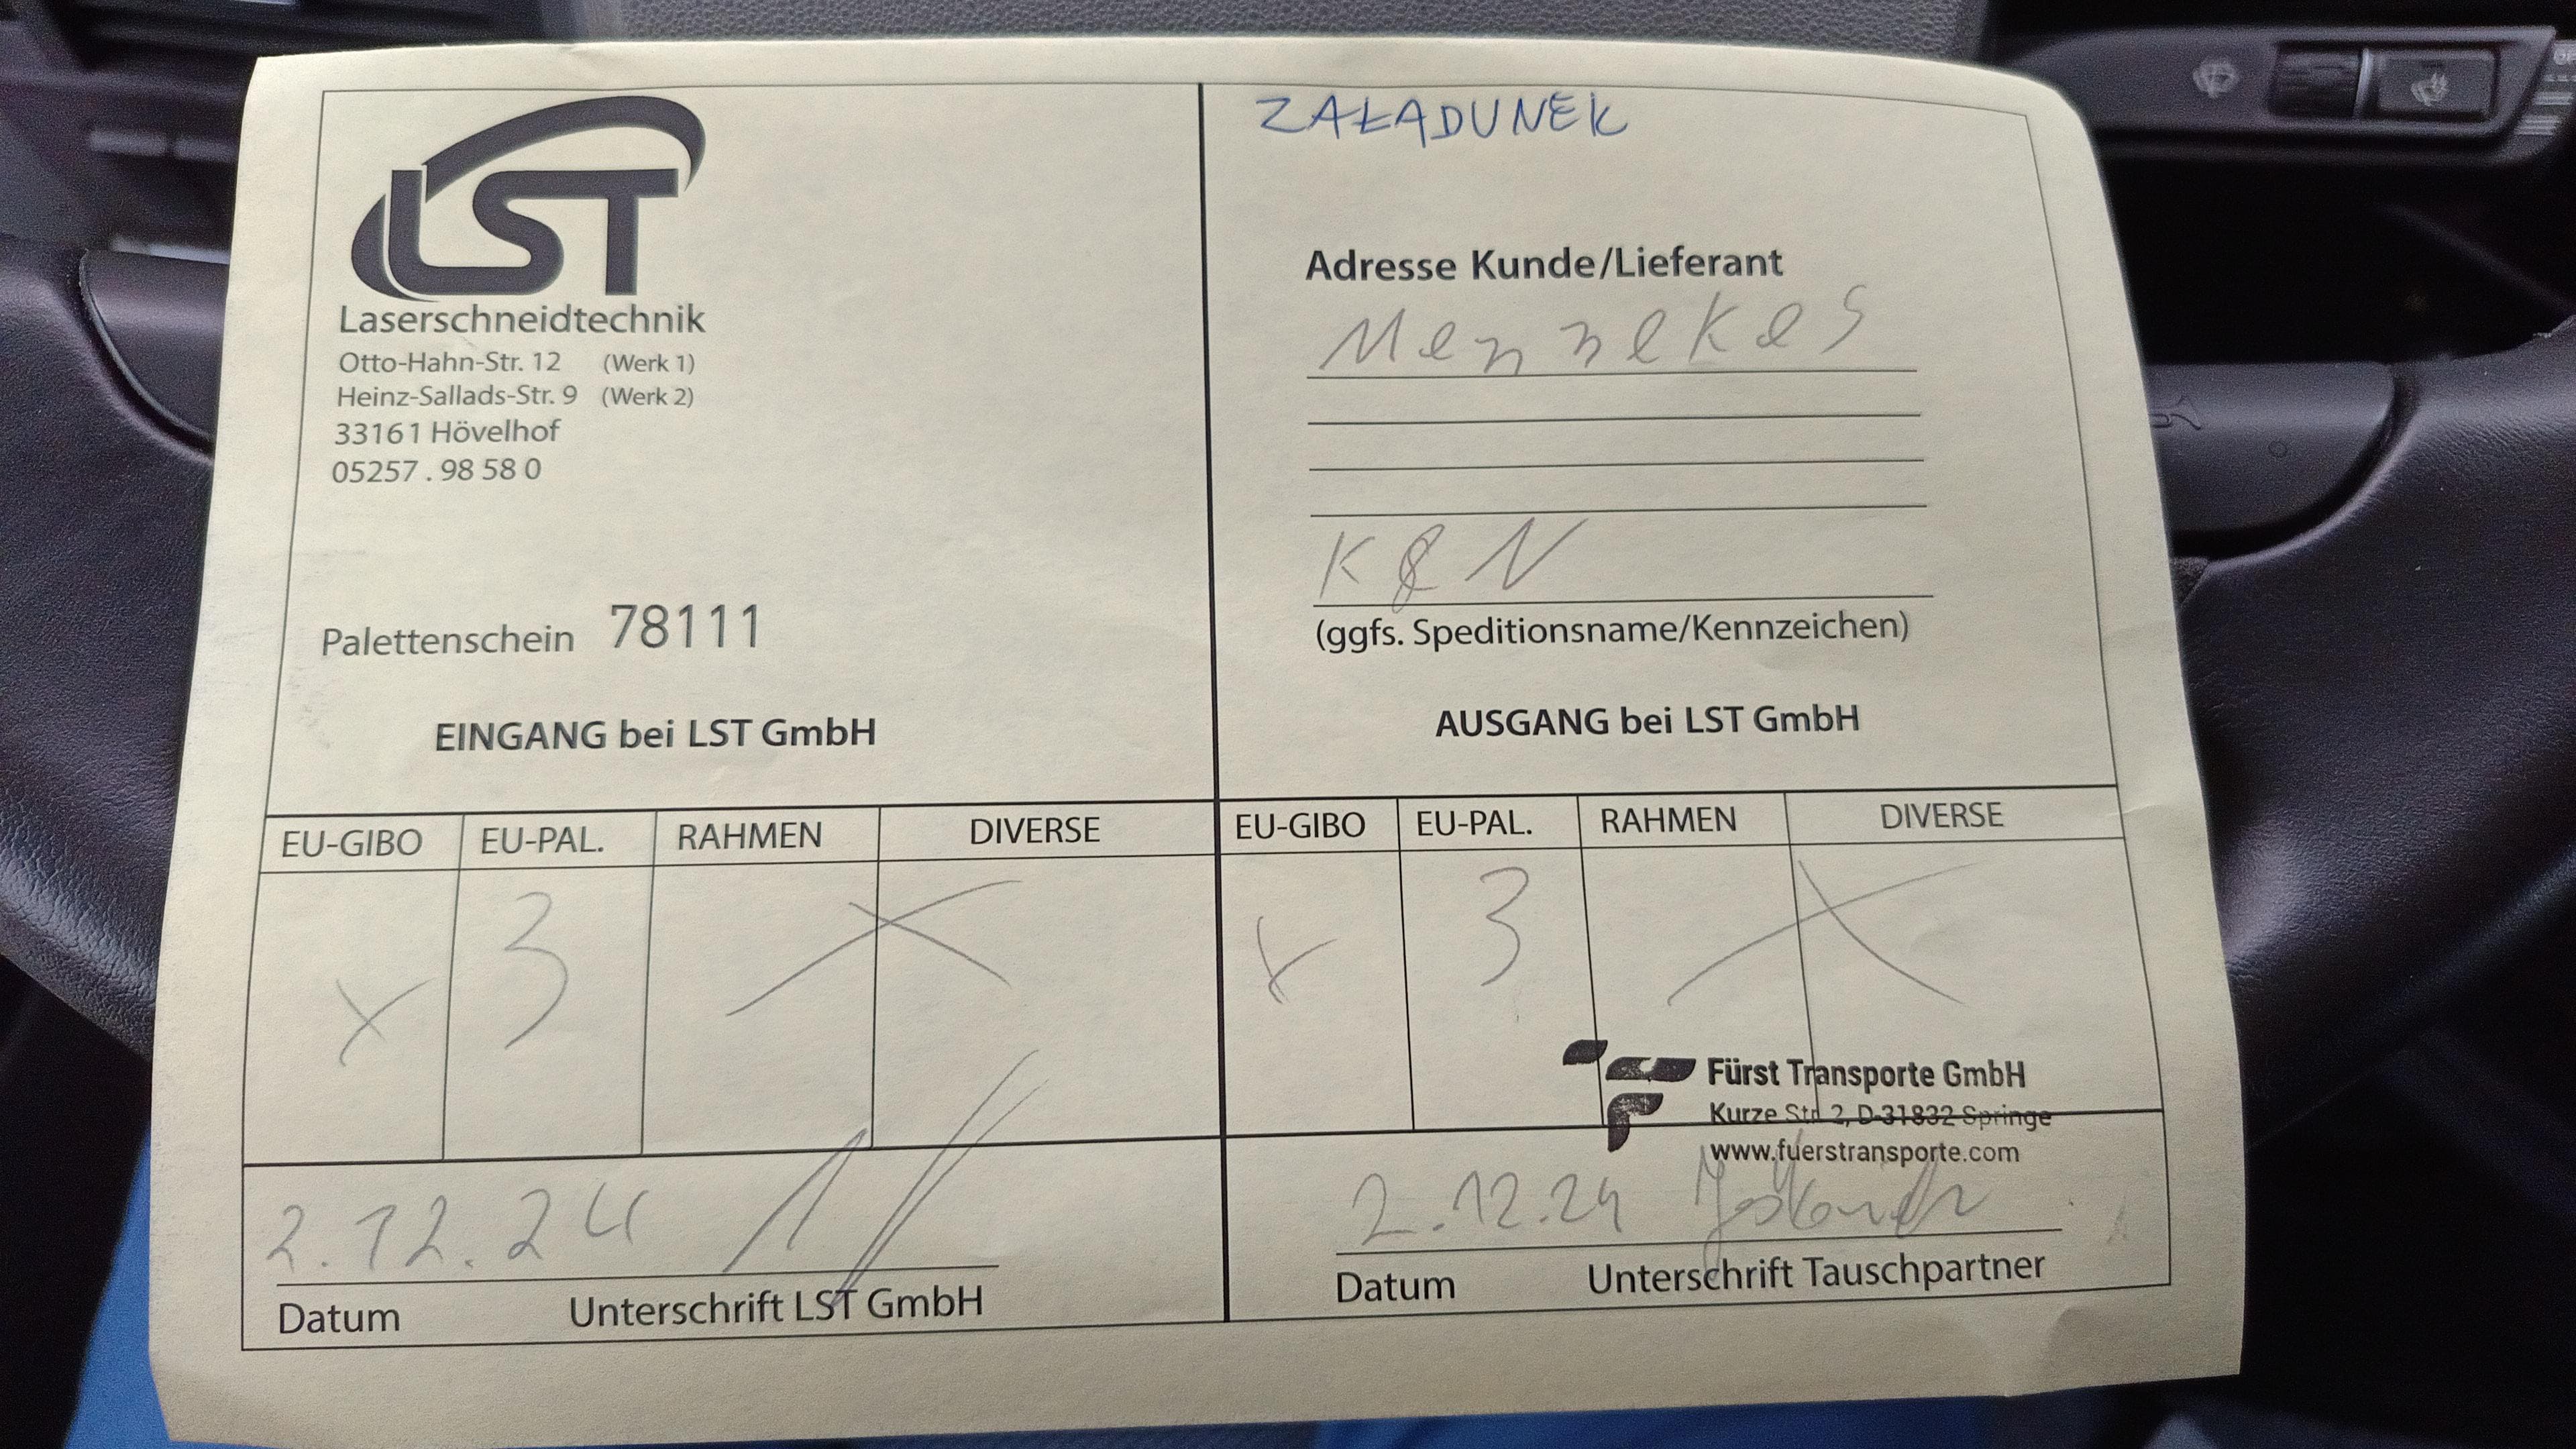 LST
Laserschneidtechnik
Otto-Hahn-Str. 12 (Werk 1)
Heinz-Sallads-Str. 9 (Werk 2)
33161 Hövelhof
05257 . 98 58 0
Palettenschein 78111
EINGANG bei LST GmbH
EU-GIBO EU-PAL. RAHMEN DIVERSE
x 3 x
2.12.24
Datum Unterschrift LST GmbH
ZAŁADUNEK
Adresse Kunde/Lieferant
Mennekes
K & N
(ggfs. Speditionsname/Kennzeichen)
AUSGANG bei LST GmbH
EU-GIBO EU-PAL. RAHMEN DIVERSE
x 3 x
Fürst Transporte GmbH
Kurze Str. 2, D-31832 Springe
www.fuerstransporte.com
2.12.24
Datum Unterschrift Tauschpartner